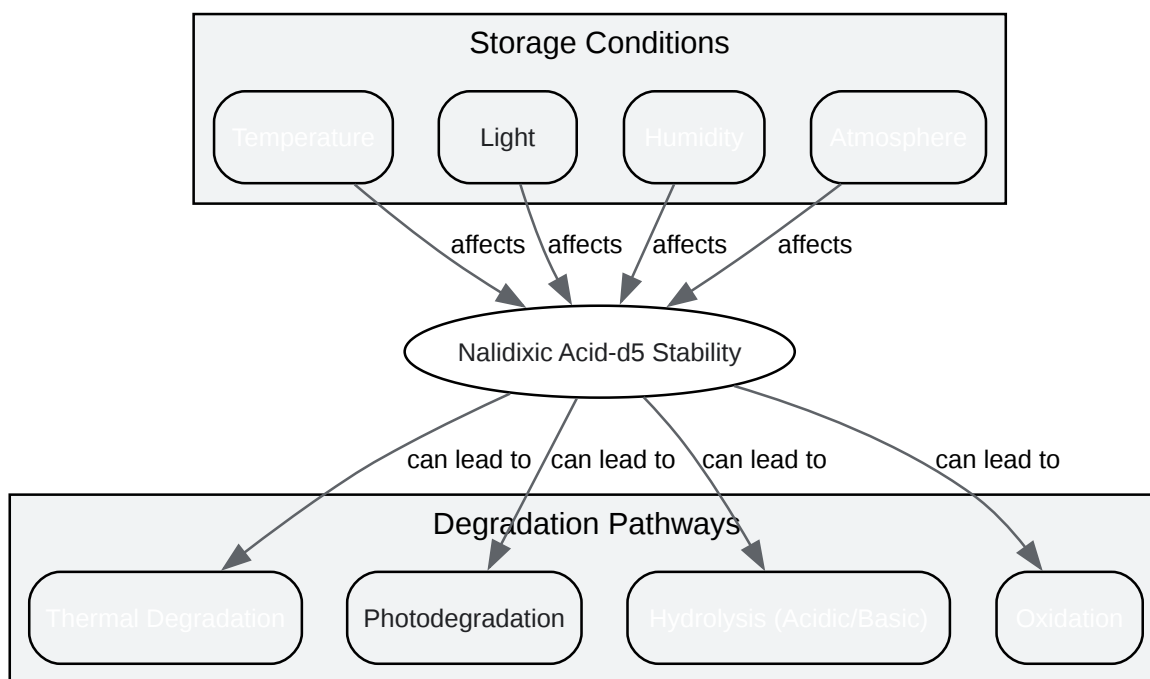 Storage Conditions
Temperature
Light
Humidity
Atmosphere
affects
affects
affects
affects
Nalidixic Acid-d5 Stability
can lead to
can lead to
can lead to
can lead to
Degradation Pathways
Thermal Degradation
Photodegradation
Hydrolysis (Acidic/Basic)
Oxidation